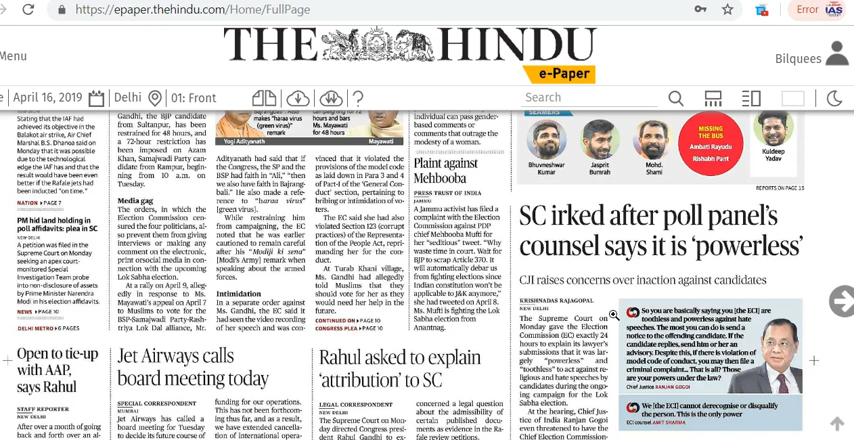 https://epaper.thehindu.com/Home/FullPage
Error
IAS
Menu
THE HINDU
e-Paper
Bilquees
April 16, 2019
Delhi
01: Front
?
Search
Stating that the IAF had
achieved its objective in the
Balakot air strike, Air Chief
Marshal B.S. Dhanoa said on
Monday that it was possible
due to the technological
edge the IAF has and that the
result would have been even
better if the Rafale jets had
been inducted "on time."
NATION ▸ PAGE 7
PM hid land holding in
poll affidavits: plea in SC
NEW DELHI
A petition was filed in the
Supreme Court on Monday
seeking an apex court-
monitored Special
Investigation Team probe
into non-disclosure of assets
by Prime Minister Narendra
Modi in his election affidavits.
NEWS ▸ PAGE 10
DELHI METRO ▸ 6 PAGES
Open to tie-up
with AAP,
says Rahul
STAFF REPORTER
NEW DELHI
After over a month of going
back and forth over an al-
Gandhi, the BJP candidate
from Sultanpur, has been
restrained for 48 hours, and
a 72-hour restriction has
been imposed on Azam
Khan, Samajwadi Party can-
didate from Rampur, begin-
ning from 10 a.m. on
Tuesday.
Media gag
The orders, in which the
Election Commission cen-
sured the four politicians, al-
so prevent them from giving
interviews or making any
comment on the electronic,
print or social media in con-
nection with the upcoming
Lok Sabha election.
At a rally on April 9, alleg-
edly in response to Ms.
Mayawati's appeal on April 7
to Muslims to vote for the
BSP-Samajwadi Party-Rash-
triya Lok Dal alliance, Mr.
makes "haraa
virus" (green virus)
remark
Yogi Adityanath
and bars Ms.
Mayawati
for 48 hours
Mayawati
Adityanath had said that if
the Congress, the SP and the
BSP had faith in "Ali," "then
we also have faith in Bajrang-
bali." He also made a refe-
rence to "haraa virus"
(green virus).
While restraining him
from campaigning, the EC
noted that he was earlier
cautioned to remain careful
after his "Modiji ki sena"
(Modi's Army) remark when
speaking about the armed
forces.
Intimidation
In a separate order against
Ms. Gandhi, the EC said it
had seen the video recording
of her speech and was con-
vinced that it violated the
provisions of the model code
as laid down in Para 3 and 4
of Part-I of the 'General Con-
duct' section, pertaining to
bribing or intimidation of vo-
ters.
The EC said she had also
violated Section 123 (corrupt
practices) of the Representa-
tion of the People Act, repri-
manding her for the con-
duct.
At Turab Khani village,
Ms. Gandhi had allegedly
told Muslims that they
should vote for her as they
would need her help in the
future.
CONTINUED ON ▸ PAGE 10
CONGRESS PLEA ▸ PAGE 10
Jet Airways calls
board meeting today
SPECIAL CORRESPONDENT
MUMBAI
Jet Airways has called a
board meeting for Tuesday
to decide its future course of
funding for our operations.
This has not been forthcom-
ing thus far, and as a result,
we have extended cancella-
tion of international opera-
individual can pass gender-
based comments or
comments that outrage the
modesty of a woman.
Plaint against
Mehbooba
PRESS TRUST OF INDIA
JAMMU
A Jammu activist has filed a
complaint with the Election
Commission against PDP
chief Mehbooba Mufti for
her "seditious" tweet. "Why
waste time in court. Wait for
BJP to scrap Article 370. It
will automatically debar us
from fighting elections since
Indian constitution won't be
applicable to J&K anymore,"
she had tweeted on April 8.
Ms. Mufti is fighting the Lok
Sabha election from
Anantnag.
Rahul asked to explain
'attribution' to SC
LEGAL CORRESPONDENT
NEW DELHI
The Supreme Court on Mon-
day directed Congress presi-
dent Rahul Gandhi to ex-
concerned a legal question
about the admissibility of
certain published docu-
ments as evidence in the Ra-
fale review petitions.
SEAMERS
Bhuvneshwar
Kumar
Jasprit
Bumrah
Mohd.
Shami
MISSING
THE BUS
Ambati Rayudu
Rishabh Pant
Kuldeep
Yadav
REPORTS ON ▸ PAGE 13
SC irked after poll panel's
counsel says it is 'powerless'
CJI raises concerns over inaction against candidates
KRISHNADAS RAJAGOPAL
NEW DELHI
The Supreme Court on
Monday gave the Election
Commission (EC) exactly 24
hours to explain its lawyer's
submissions that it was lar-
gely "powerless" and
"toothless" to act against re-
ligious and hate speeches by
candidates during the ongo-
ing campaign for the Lok
Sabha election.
At the hearing, Chief Jus-
tice of India Ranjan Gogoi
even threatened to have the
Chief Election Commission-
So you are basically saying you [the EC] are
toothless and powerless against hate
speeches. The most you can do is send a
notice to the offending candidate. If the
candidate replies, send him or her an
advisory. Despite this, if there is violation of
model code of conduct, you may then file a
criminal complaint... That is all? Those
are your powers under the law?
Chief Justice RANJAN GOGOI
We [the EC] cannot derecognise or disqualify
the person. This is the only power
EC counsel AMIT SHARMA